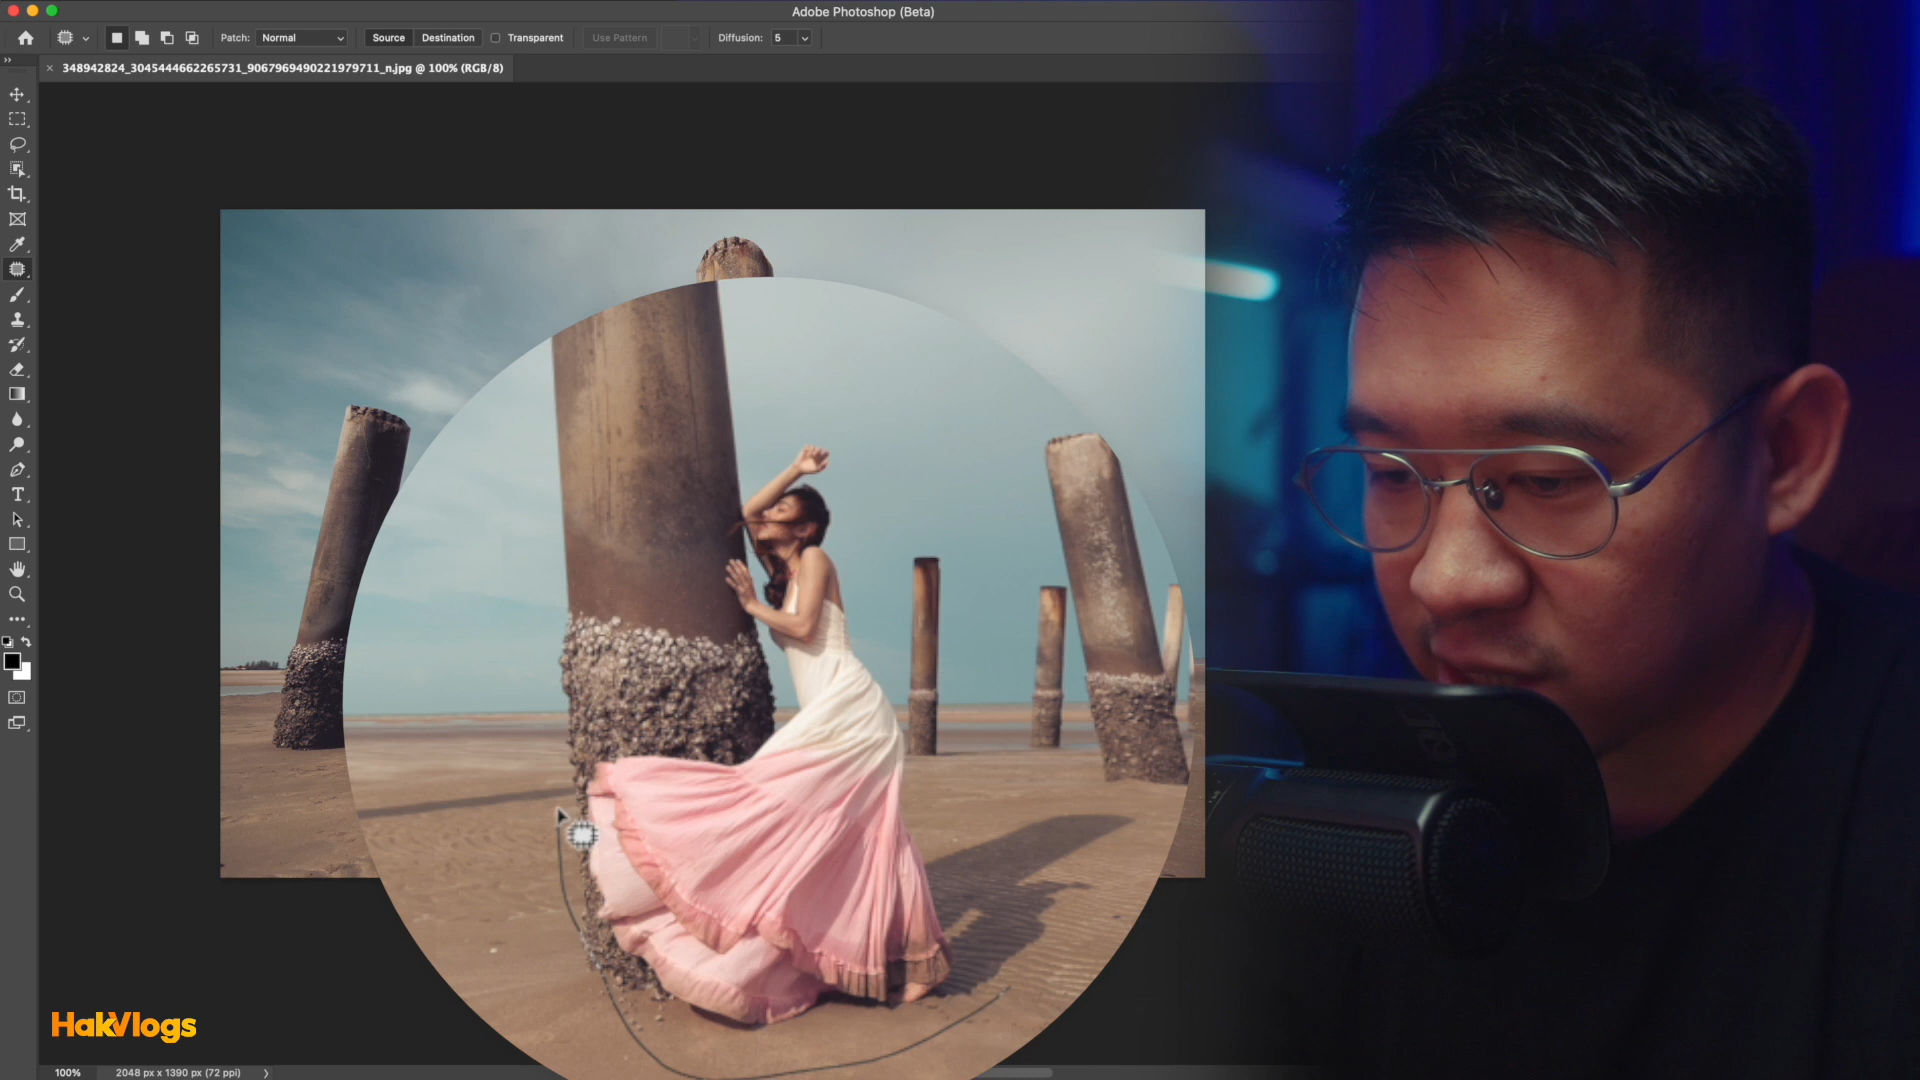 Adobe Photoshop (Beta)
Patch: Normal Source Destination Transparent Use Pattern Diffusion: 5
348942824_3045444662265731_9067969490221979711_n.jpg @ 100% (RGB/8)
HakVlogs
100% 2048 px x 1390 px (72 ppi)